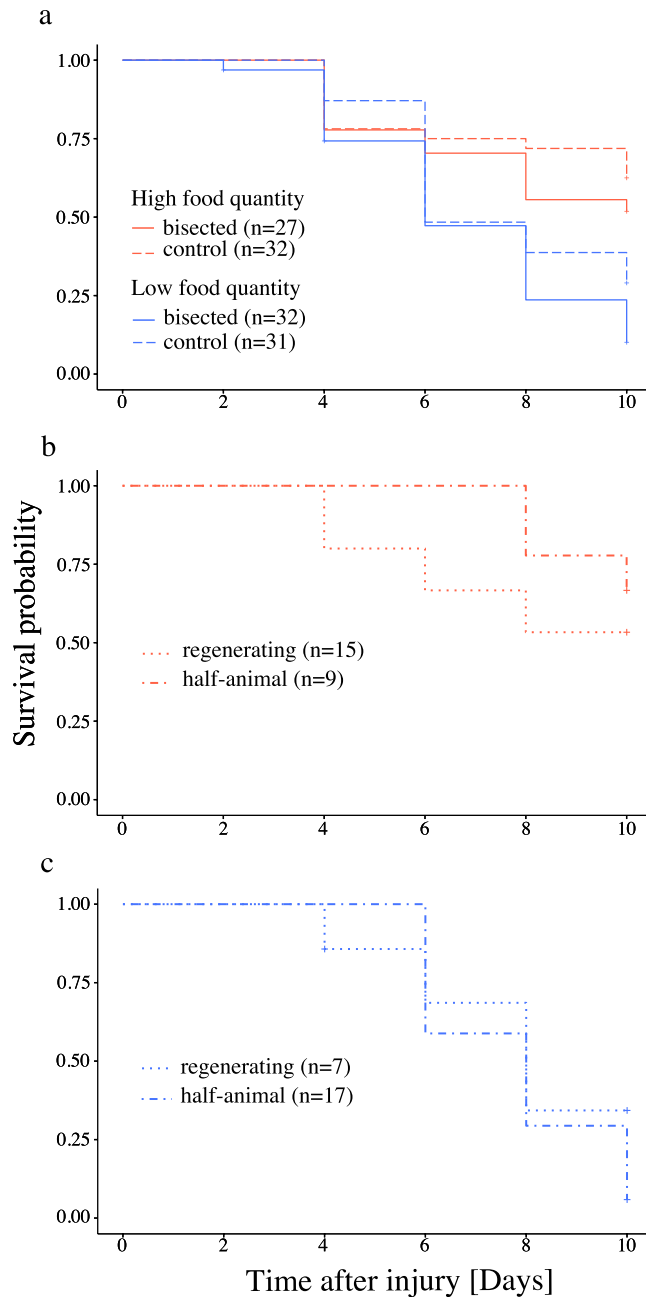 a
1.00
0.75
0.50
0.25
0.00
High food quantity
bisected (n=27)
control (n=32)
Low food quantity
bisected (n=32)
control (n=31)
0 2 4 6 8 10
b
Survival probability
1.00
0.75
0.50
0.25
0.00
regenerating (n=15)
half-animal (n=9)
0 2 4 6 8 10
c
1.00
0.75
0.50
0.25
0.00
regenerating (n=7)
half-animal (n=17)
0 2 4 6 8 10
Time after injury [Days]